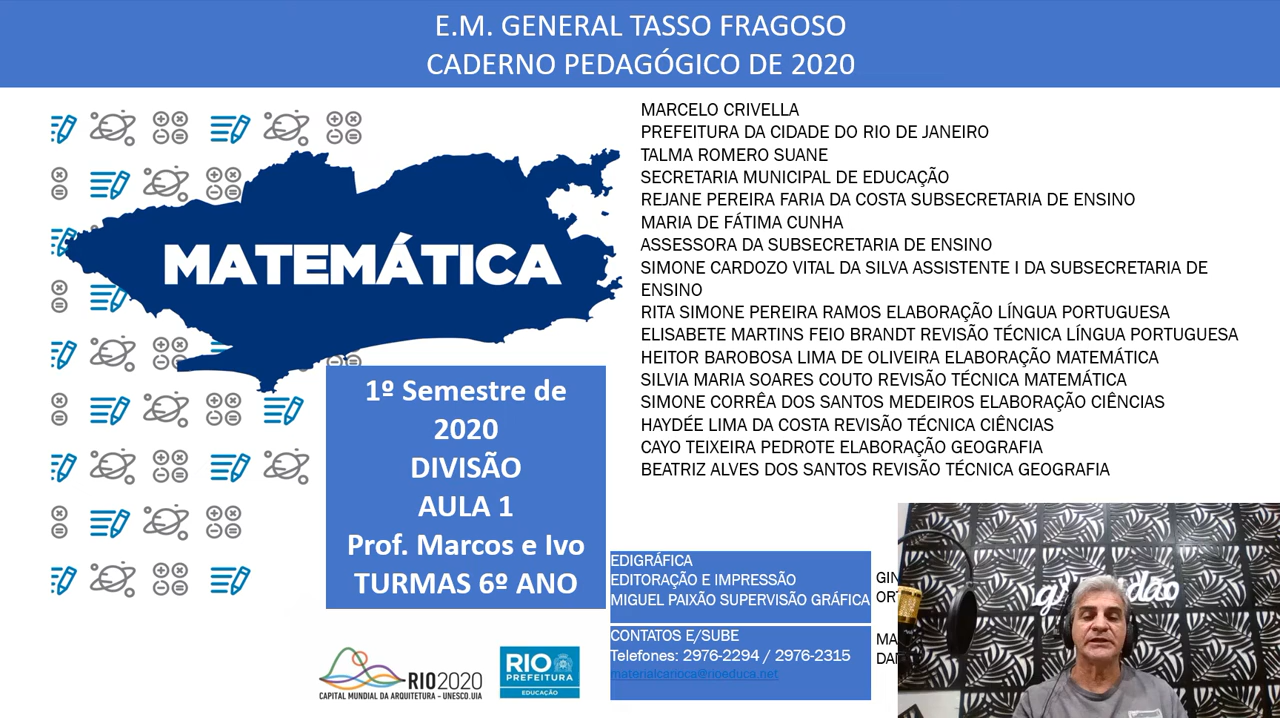 E.M. GENERAL TASSO FRAGOSO
CADERNO PEDAGÓGICO DE 2020
MATEMÁTICA
1º Semestre de
2020
DIVISÃO
AULA 1
Prof. Marcos e Ivo
TURMAS 6º ANO
RIO2020
CAPITAL MUNDIAL DA ARQUITETURA - UNESCO.UIA
RIO
PREFEITURA
EDUCAÇÃO
MARCELO CRIVELLA
PREFEITURA DA CIDADE DO RIO DE JANEIRO
TALMA ROMERO SUANE
SECRETARIA MUNICIPAL DE EDUCAÇÃO
REJANE PEREIRA FARIA DA COSTA SUBSECRETARIA DE ENSINO
MARIA DE FÁTIMA CUNHA
ASSESSORA DA SUBSECRETARIA DE ENSINO
SIMONE CARDOZO VITAL DA SILVA ASSISTENTE I DA SUBSECRETARIA DE
ENSINO
RITA SIMONE PEREIRA RAMOS ELABORAÇÃO LÍNGUA PORTUGUESA
ELISABETE MARTINS FEIO BRANDT REVISÃO TÉCNICA LÍNGUA PORTUGUESA
HEITOR BAROBOSA LIMA DE OLIVEIRA ELABORAÇÃO MATEMÁTICA
SILVIA MARIA SOARES COUTO REVISÃO TÉCNICA MATEMÁTICA
SIMONE CORRÊA DOS SANTOS MEDEIROS ELABORAÇÃO CIÊNCIAS
HAYDÉE LIMA DA COSTA REVISÃO TÉCNICA CIÊNCIAS
CAYO TEIXEIRA PEDROTE ELABORAÇÃO GEOGRAFIA
BEATRIZ ALVES DOS SANTOS REVISÃO TÉCNICA GEOGRAFIA
EDIGRÁFICA
EDITORAÇÃO E IMPRESSÃO
MIGUEL PAIXÃO SUPERVISÃO GRÁFICA
CONTATOS E/SUBE
Telefones: 2976-2294 / 2976-2315
materialcarioca@rioeduca.net